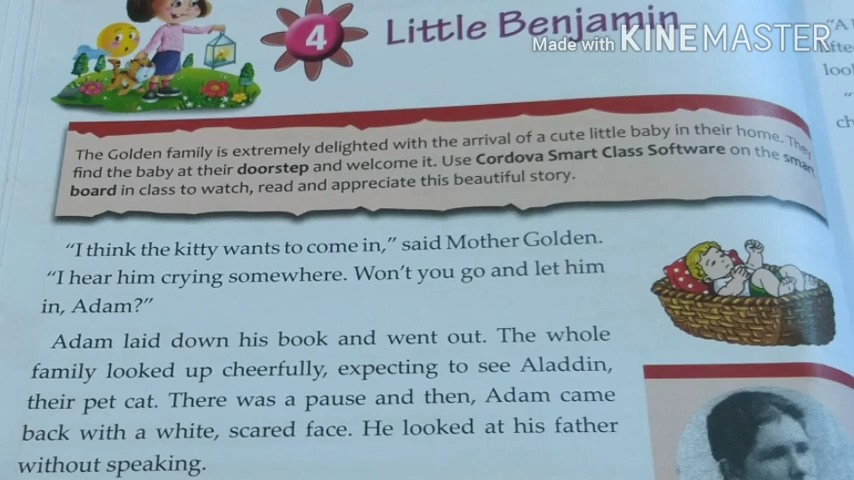 4
Little Benjamin
Made with KINEMASTER
The Golden family is extremely delighted with the arrival of a cute little baby in their home. They
find the baby at their doorstep and welcome it. Use Cordova Smart Class Software on the smart
board in class to watch, read and appreciate this beautiful story.
"I think the kitty wants to come in," said Mother Golden.
"I hear him crying somewhere. Won't you go and let him
in, Adam?"
Adam laid down his book and went out. The whole
family looked up cheerfully, expecting to see Aladdin,
their pet cat. There was a pause and then, Adam came
back with a white, scared face. He looked at his father
without speaking.